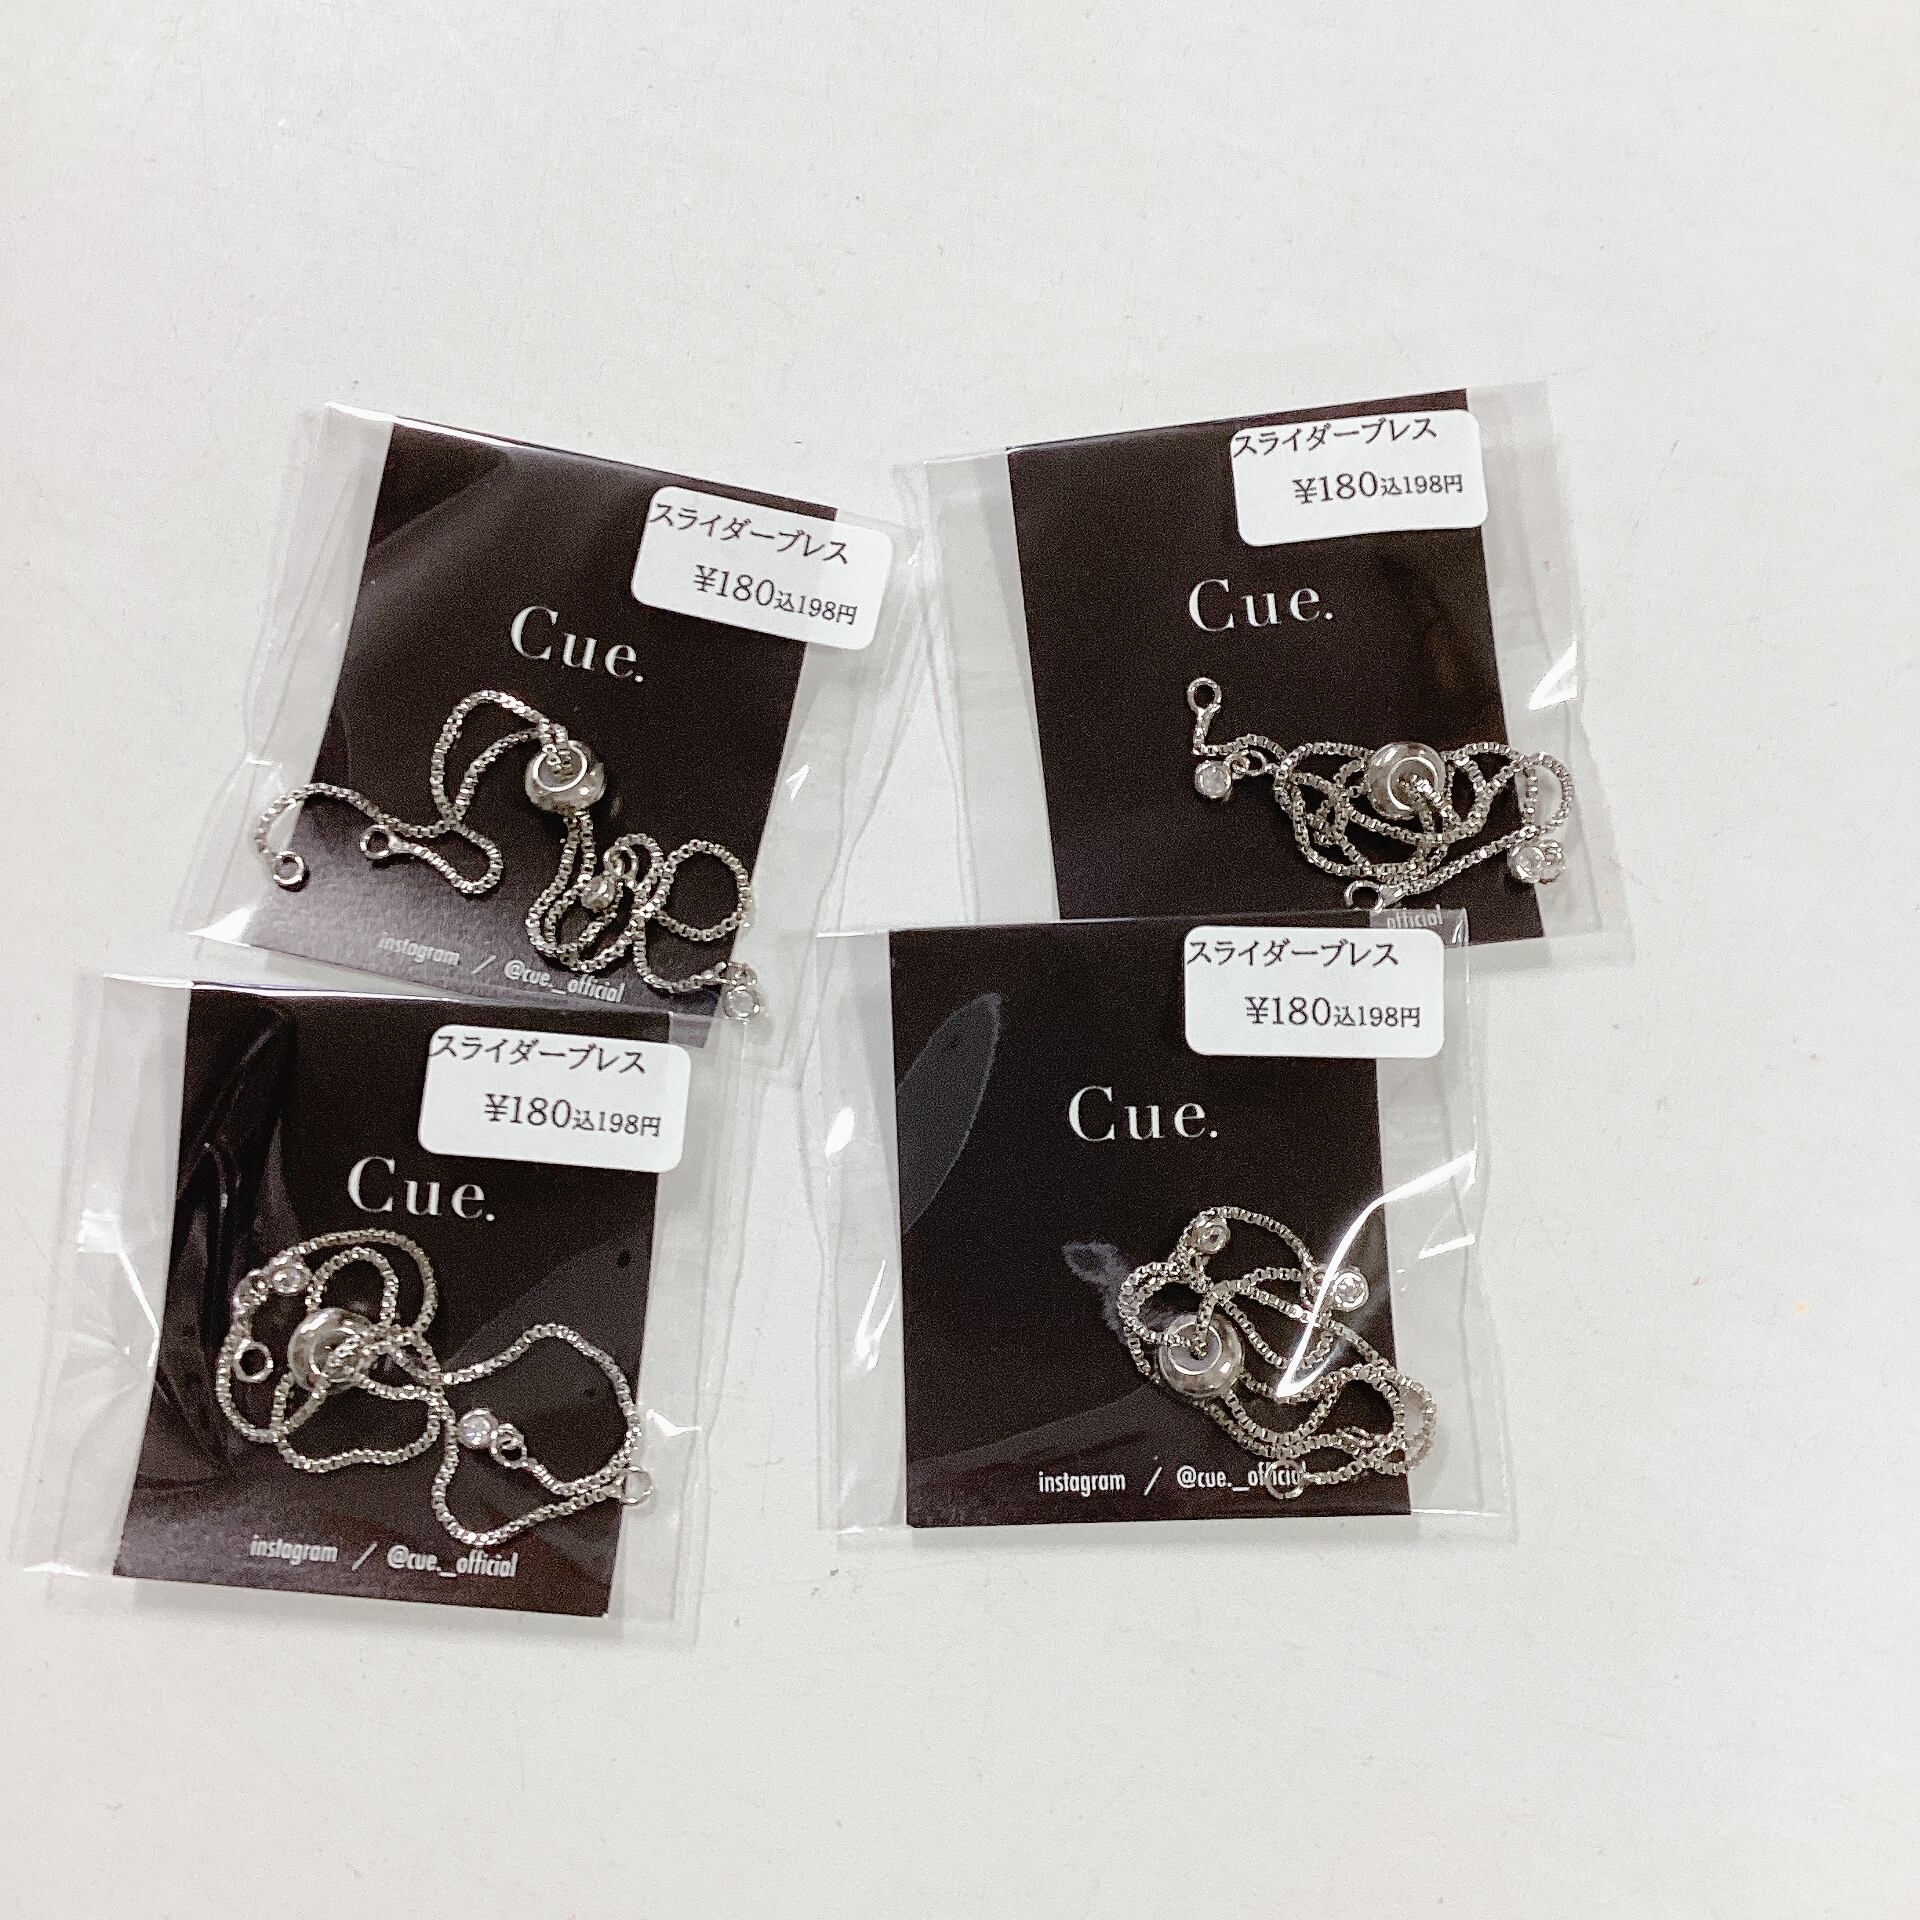 スライダーブレス
¥180込198円
Cue.
instagram / @cue._official
スライダーブレス
¥180込198円
Cue.
official
スライダーブレス
¥180込198円
Cue.
instagram / @cue._official
スライダーブレス
¥180込198円
Cue.
instagram / @cue._official